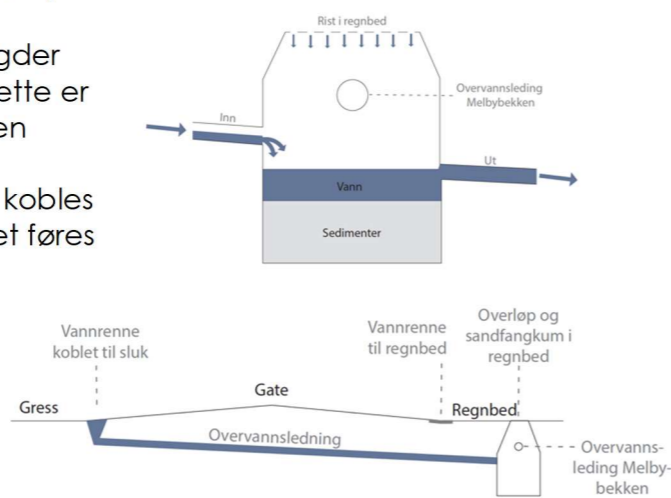 gder
ette er
en
kobles
et føres
Rist i regnbed
Overvannsleding
Melbybekken
Inn
Ut
Vann
Sedimenter
Vannrenne
koblet til sluk
Vannrenne
til regnbed
Overløp og
sandfangkum i
regnbed
Gress
Gate
Regnbed
Overvannsledning
Overvanns-
leding Melby-
bekken